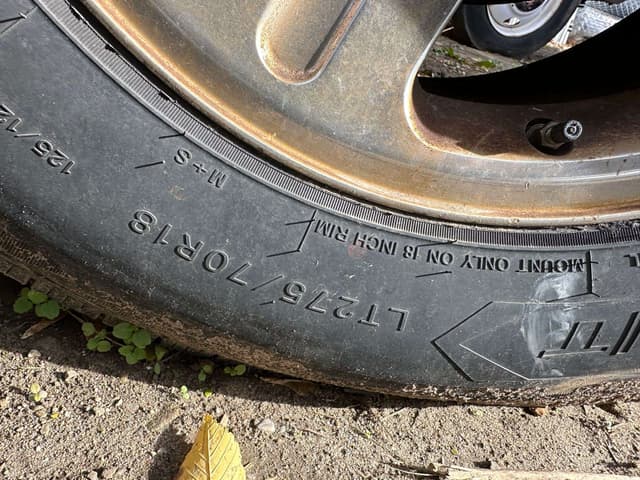 MOUNT ONLY ON 18 INCH RIM
LT275/70R18
M+S
125/12